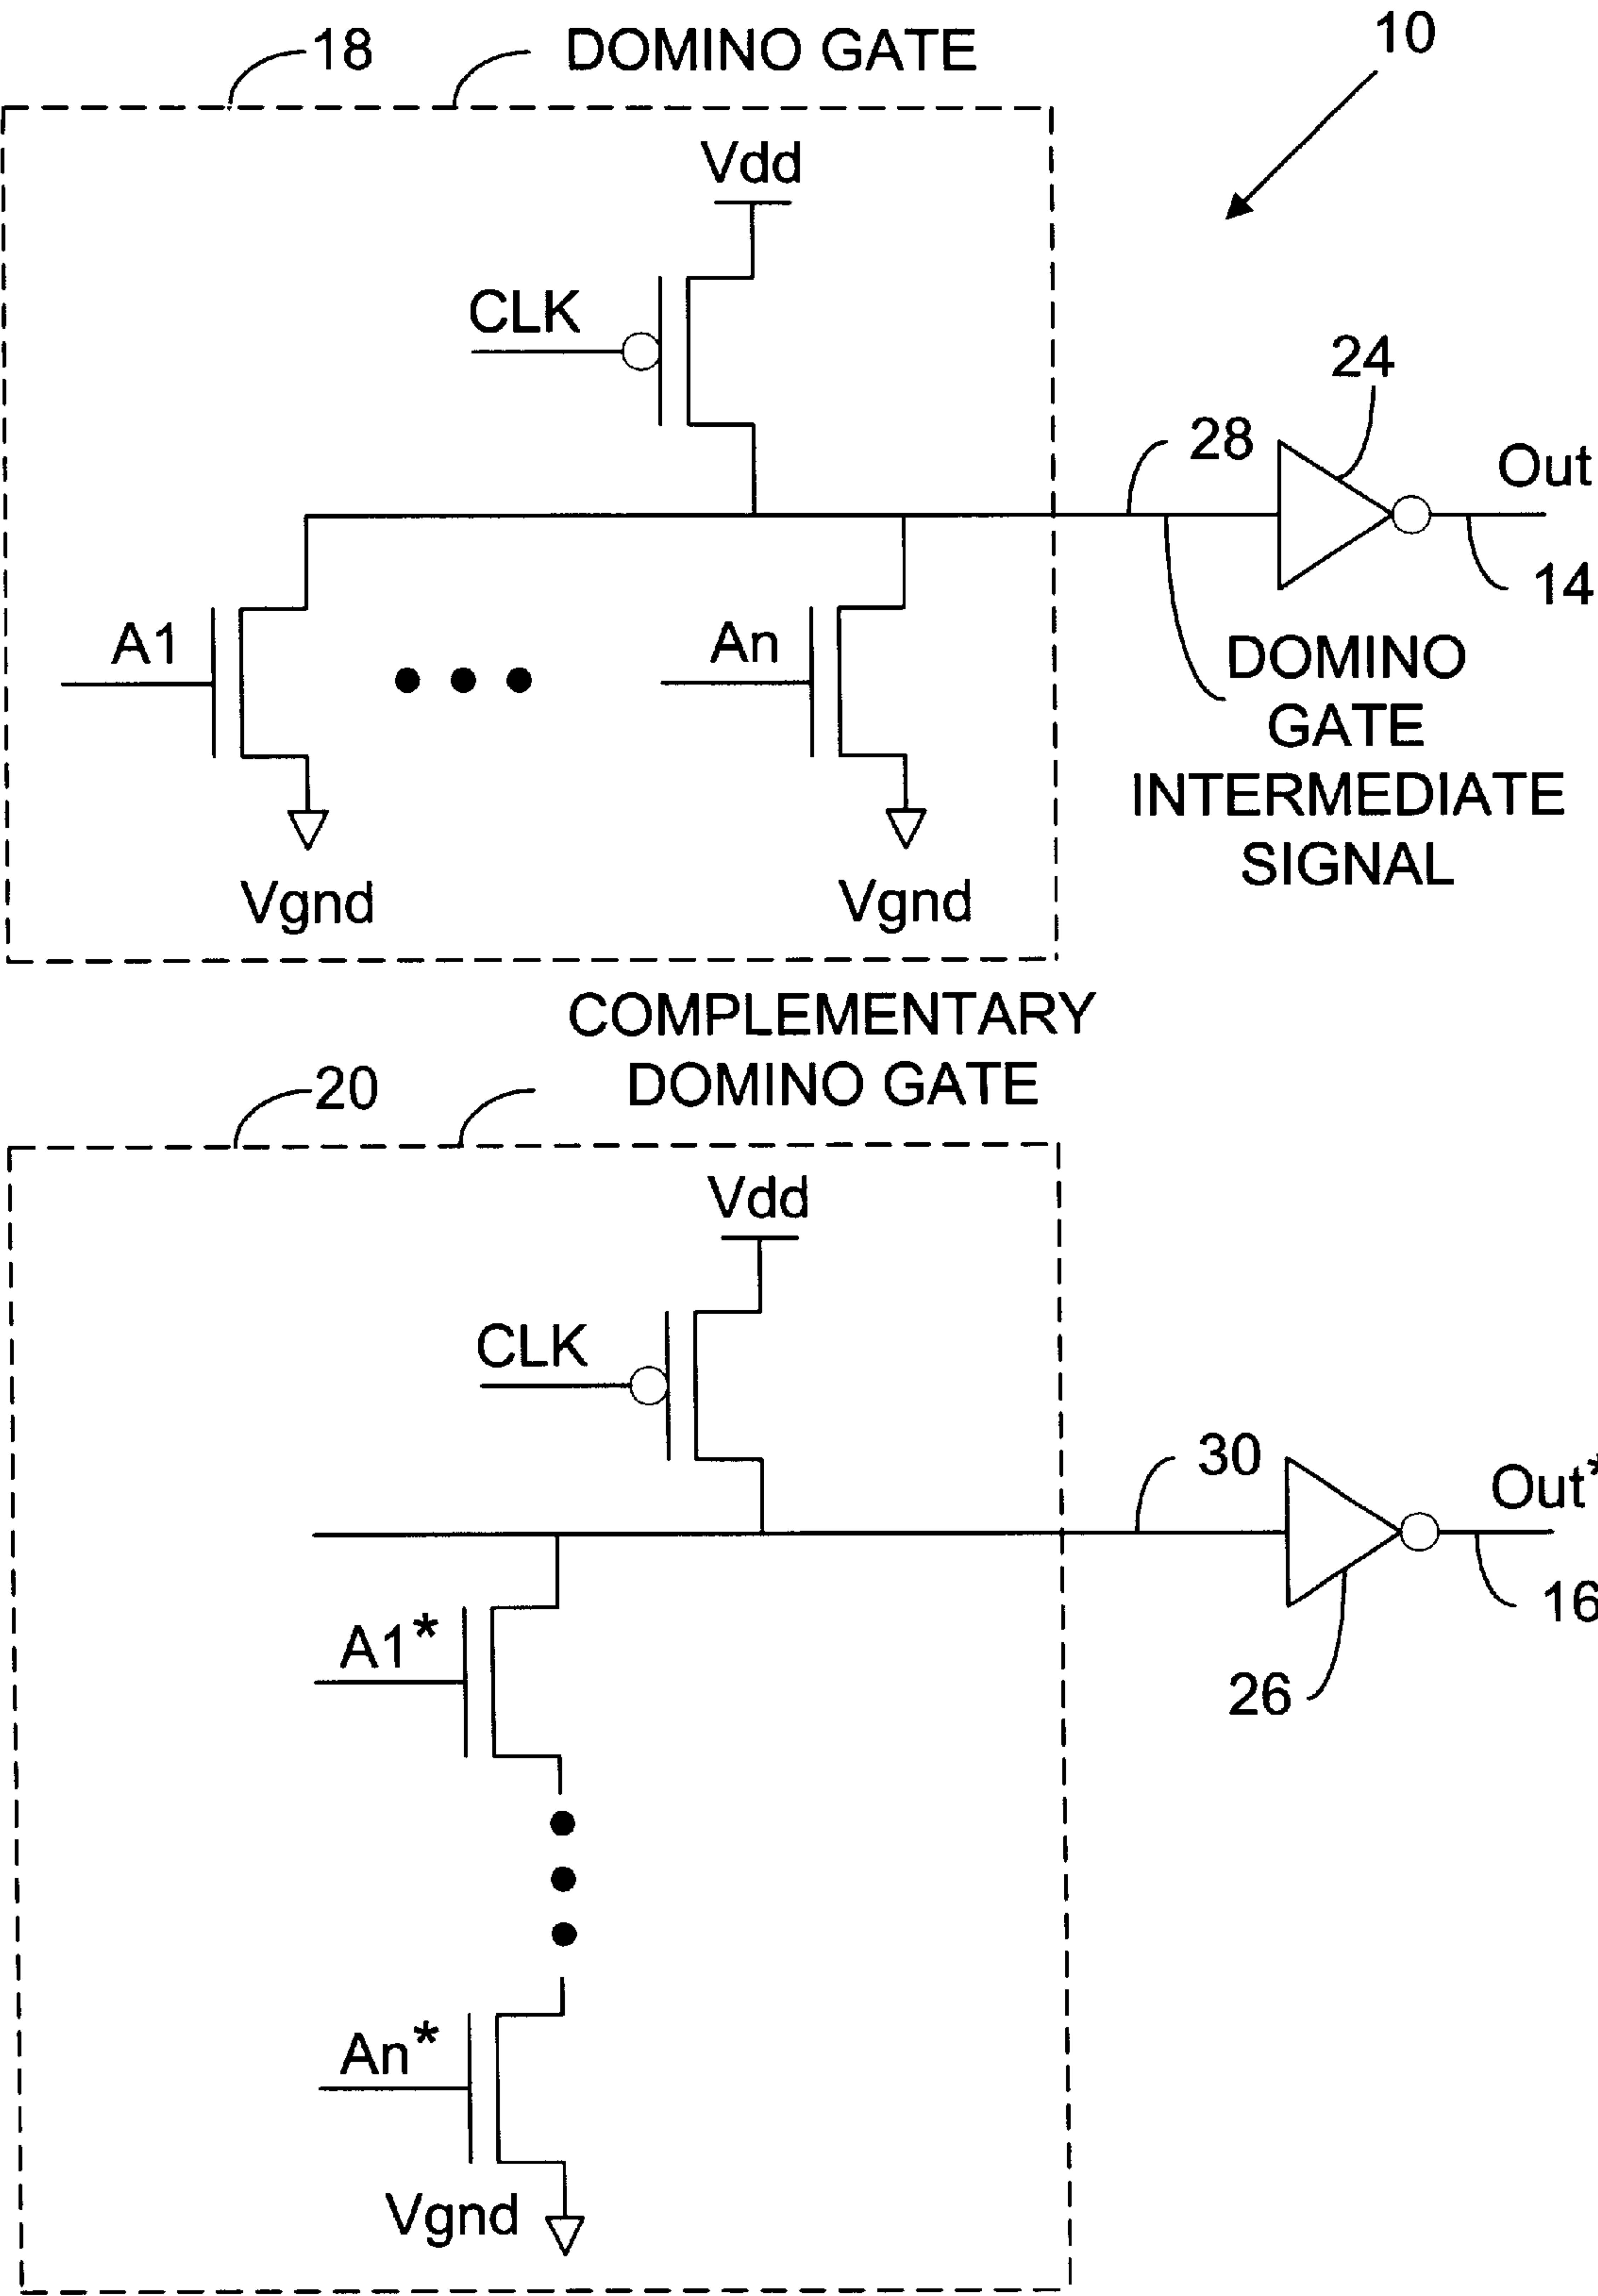 10
18 DOMINO GATE
Vdd
CLK
24
28
Out
14
A1
An
DOMINO
GATE
INTERMEDIATE
SIGNAL
Vgnd
Vgnd
COMPLEMENTARY
DOMINO GATE
20
Vdd
CLK
30
Out*
16
A1*
26
An*
Vgnd